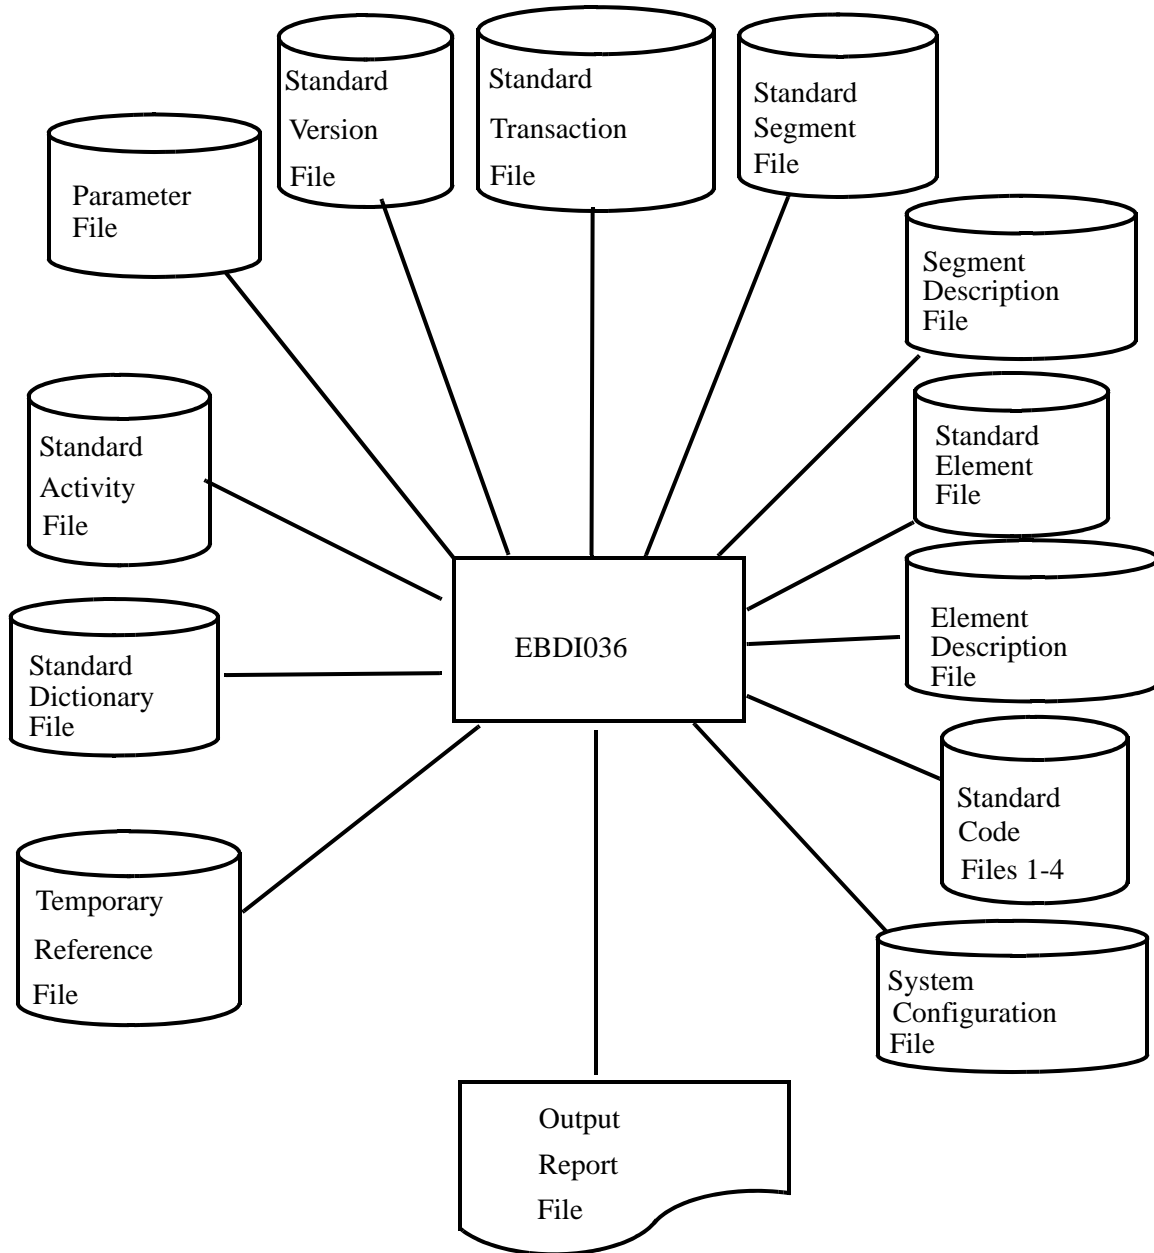 Standard
Version
File
Standard
Transaction
File
Standard
Segment
File
Parameter
File
Segment
Description
File
Standard
Activity
File
Standard
Element
File
EBDI036
Element
Description
File
Standard
Dictionary
File
Standard
Code
Files 1-4
Temporary
Reference
File
System
Configuration
File
Output
Report
File